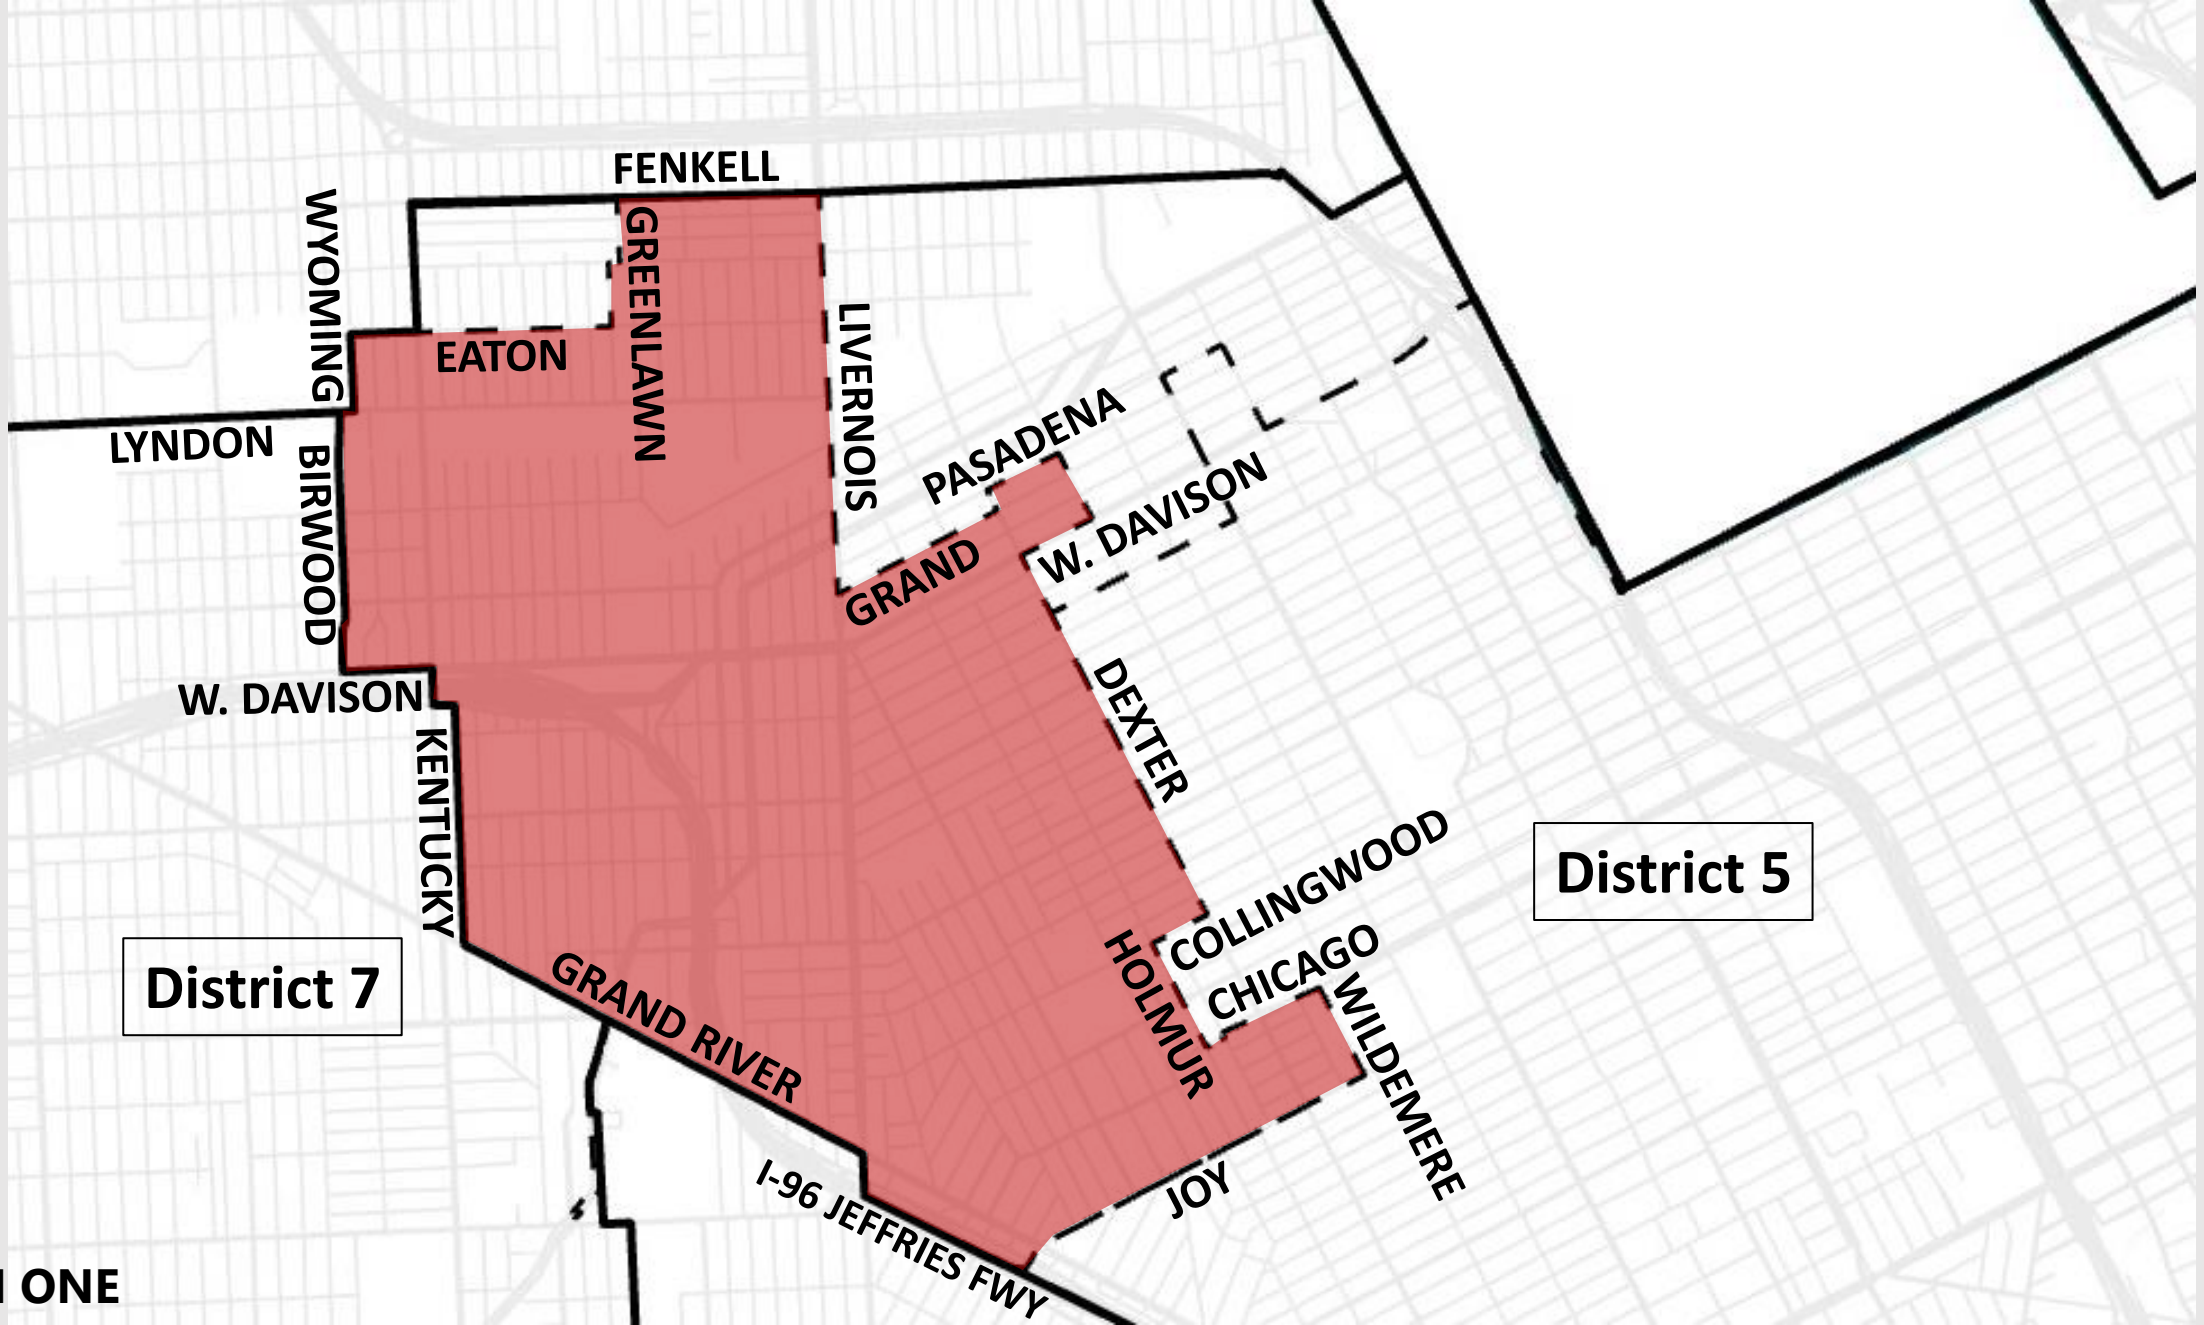 FENKELL
WYOMING
GREENLAWN
EATON
LIVERNOIS
LYNDON
BIRWOOD
PASADENA
GRAND
W. DAVISON
W. DAVISON
KENTUCKY
DEXTER
COLLINGWOOD
CHICAGO
HOLMUR
WILDEMERE
District 5
District 7
GRAND RIVER
JOY
I-96 JEFFRIES FWY
ONE